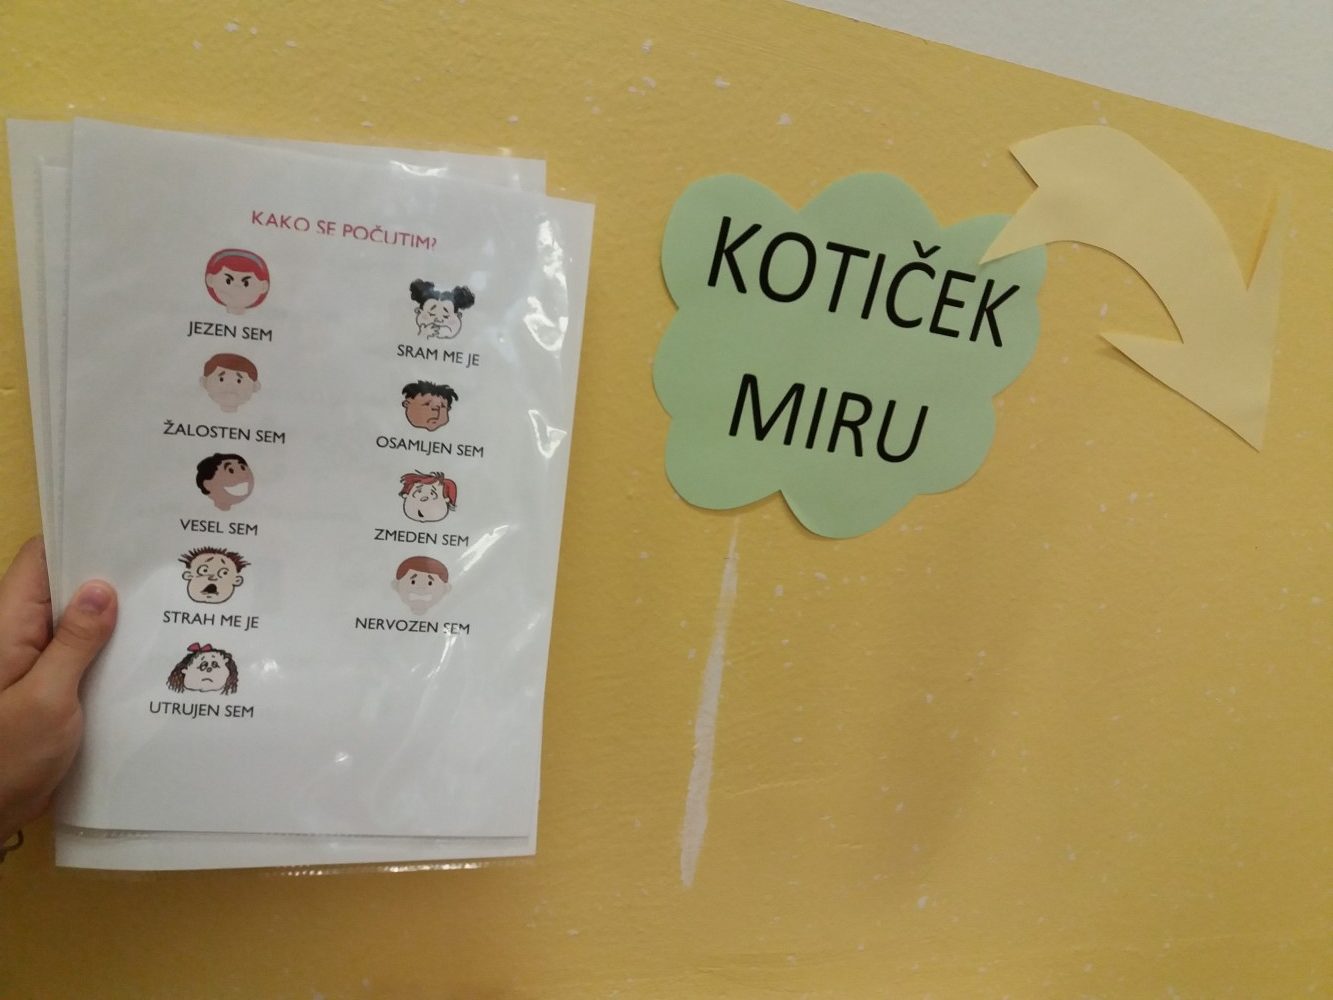 KAKO SE POČUTIM?
JEZEN SEM
SRAM ME JE
ŽALOSTEN SEM
OSAMLJEN SEM
VESEL SEM
ZMEDEN SEM
STRAH ME JE
NERVOZEN SEM
UTRUJEN SEM
KOTIČEK
MIRU